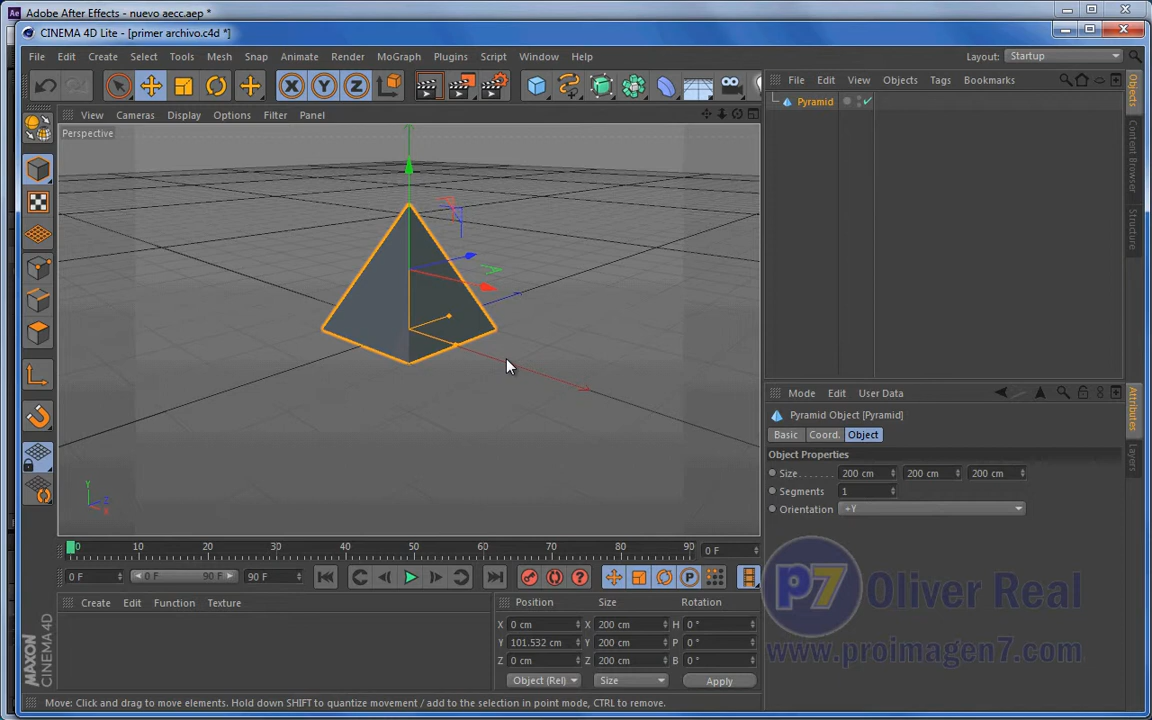 Adobe After Effects - nuevo aecc.aep *
CINEMA 4D Lite - [primer archivo.c4d *]
File Edit Create Select Tools Mesh Snap Animate Render MoGraph Plugins Script Window Help
Layout: Startup
File Edit View Objects Tags Bookmarks
Pyramid
View Cameras Display Options Filter Panel
Perspective
Objects
Content Browser
Structure
Mode Edit User Data
Pyramid Object [Pyramid]
Basic Coord. Object
Object Properties
Size 200 cm 200 cm 200 cm
Segments 1
Orientation +Y
Attributes
Layers
Y
Z
X
0 10 20 30 40 50 60 70 80 90 0 F
0 F 0 F 90 F 90 F
Create Edit Function Texture
Position Size Rotation
X 0 cm X 200 cm H 0 °
Y 101.532 cm Y 200 cm P 0 °
Z 0 cm Z 200 cm B 0 °
Object (Rel) Size Apply
MAXON
CINEMA 4D
P7 Oliver Real
www.proimagen7.com
Move: Click and drag to move elements. Hold down SHIFT to quantize movement / add to the selection in point mode, CTRL to remove.